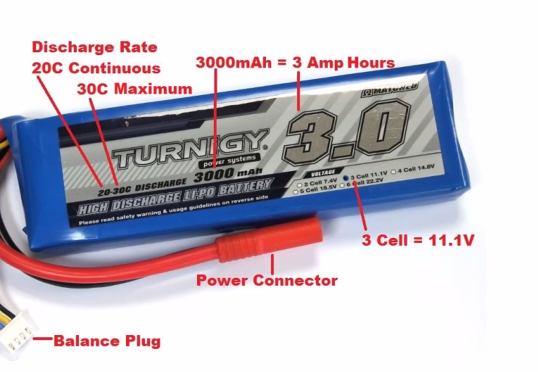 Discharge Rate
20C Continuous
30C Maximum
3000mAh = 3 Amp Hours
MATCHED
TURNIGY
power systems
3.0
20-30C DISCHARGE 3000 mAh
HIGH DISCHARGE LI-PO BATTERY
Please read safety warning & usage guidelines on reverse side
VOLTAGE
2 Cell 7.4V 3 Cell 11.1V 4 Cell 14.8V
5 Cell 18.5V 6 Cell 22.2V
3 Cell = 11.1V
Power Connector
Balance Plug